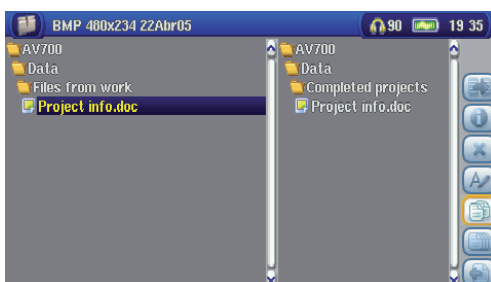 BMP 480x234 22Abr05 90 19 35
AV700
Data
Files from work
Project info.doc
AV700
Data
Completed projects
Project info.doc